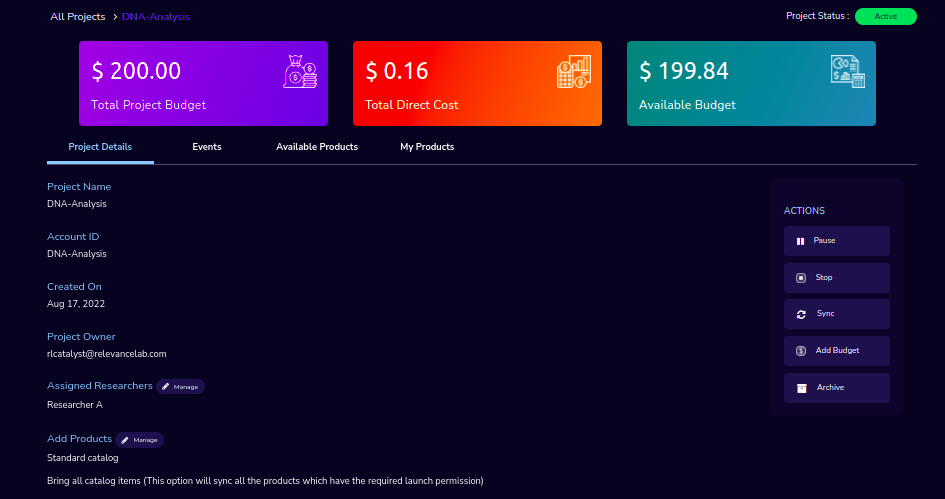 All Projects > DNA-Analysis
Project Status : Active
$ 200.00
Total Project Budget
$ 0.16
Total Direct Cost
$ 199.84
Available Budget
Project Details Events Available Products My Products
Project Name
DNA-Analysis
Account ID
DNA-Analysis
Created On
Aug 17, 2022
Project Owner
rlcatalyst@relevancelab.com
Assigned Researchers Manage
Researcher A
Add Products Manage
Standard catalog
Bring all catalog items (This option will sync all the products which have the required launch permission)
ACTIONS
Pause
Stop
Sync
Add Budget
Archive